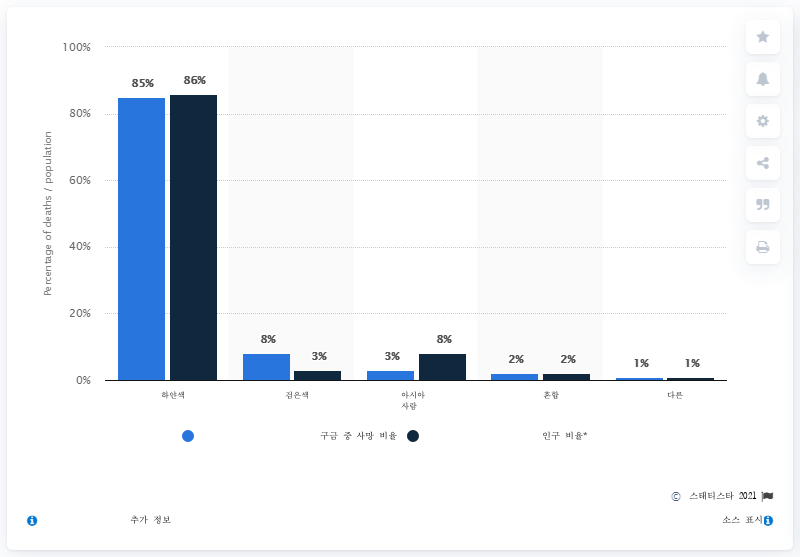 100%
80%
60%
40%
20%
0%
Percentage of deaths / population
85%
86%
8%
3%
3%
8%
2%
2%
1%
1%
하얀색
검은색
아시아
사람
혼합
다른
구금 중 사망 비율
인구 비율*
© 스태티스타 2021
추가 정보
소스 표시